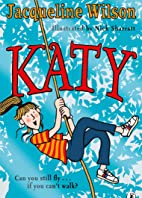 Jacqueline Wilson
Illustrated by Nick Sharratt
KATY
Can you still fly . . .
if you can't walk?